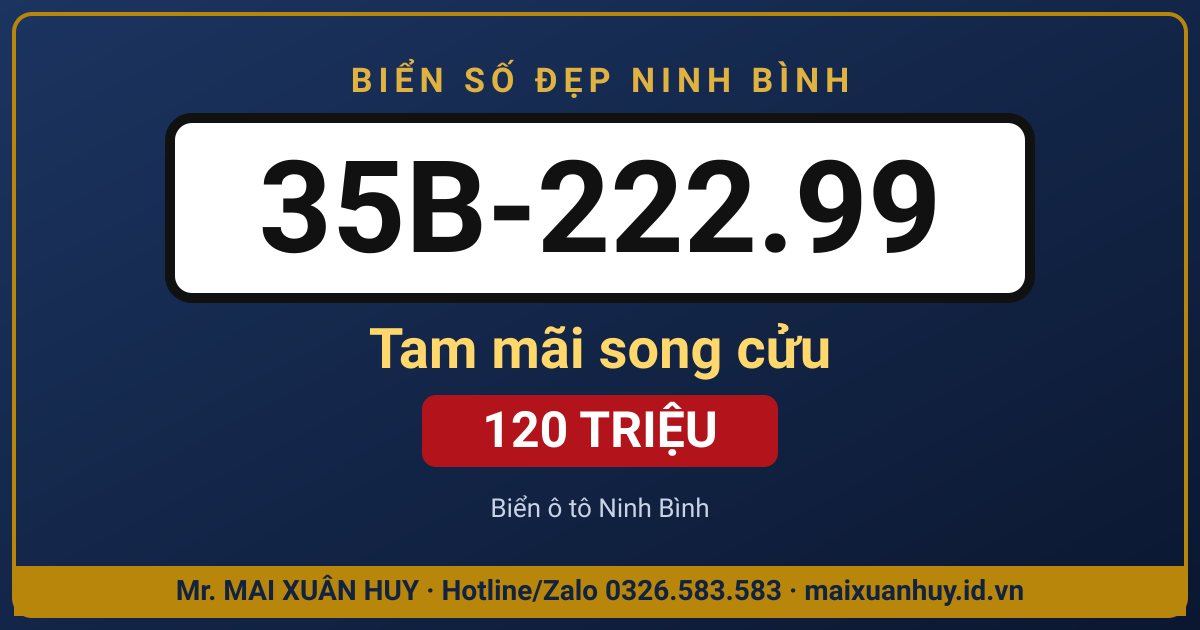 BIỂN SỐ ĐẸP NINH BÌNH
35B-222.99
Tam mãi song cửu
120 TRIỆU
Biển ô tô Ninh Bình
Mr. MAI XUÂN HUY · Hotline/Zalo 0326.583.583 · maixuanhuy.id.vn